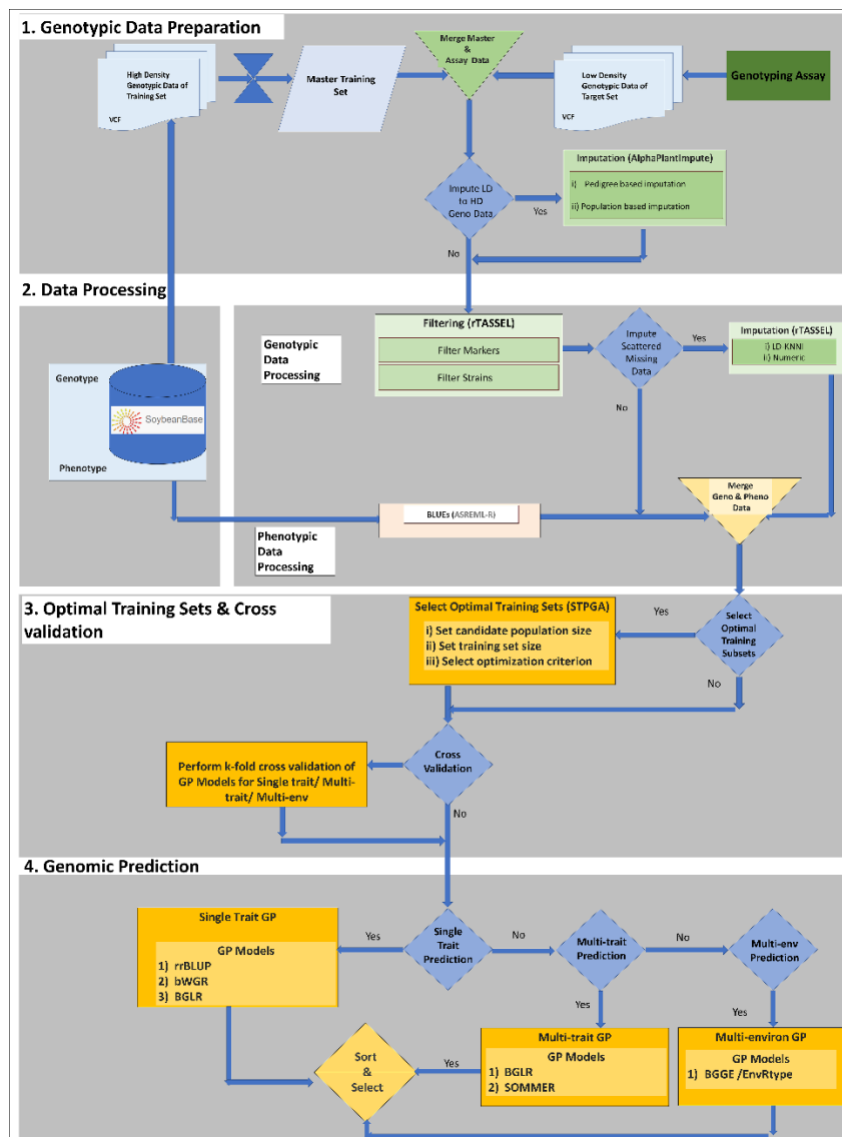 1. Genotypic Data Preparation
High Density
Genotypic Data of
Training Set
VCF
Master Training
Set
Merge Master
&
Assay Data
Low Density
Genotypic Data of
Target Set
VCF
Genotyping Assay
Impute LD
to HD
Geno Data
Yes
No
Imputation (AlphaPlantImpute)
i) Pedigree based imputation
ii) Population based imputation
2. Data Processing
Genotype
SoybeanBase
Phenotype
Genotypic
Data
Processing
Filtering (rTASSEL)
Filter Markers
Filter Strains
Impute
Scattered
Missing
Data
Yes
No
Imputation (rTASSEL)
i) LD KNNI
ii) Numeric
Phenotypic
Data
Processing
BLUEs (ASREML-R)
Merge
Geno & Pheno
Data
3. Optimal Training Sets & Cross
validation
Select Optimal Training Sets (STPGA)
i) Set candidate population size
ii) Set training set size
iii) Select optimization criterion
Yes
Select
Optimal
Training
Subsets
No
Perform k-fold cross validation of
GP Models for Single trait/ Multi-
trait/ Multi-env
Cross
Validation
No
4. Genomic Prediction
Single Trait GP
GP Models
1) rrBLUP
2) bWGR
3) BGLR
Yes
Single
Trait
Prediction
No
Multi-trait
Prediction
No
Multi-env
Prediction
Yes
Yes
Sort
&
Select
Yes
Multi-trait GP
GP Models
1) BGLR
2) SOMMER
Multi-environ GP
GP Models
1) BGGE /EnvRtype